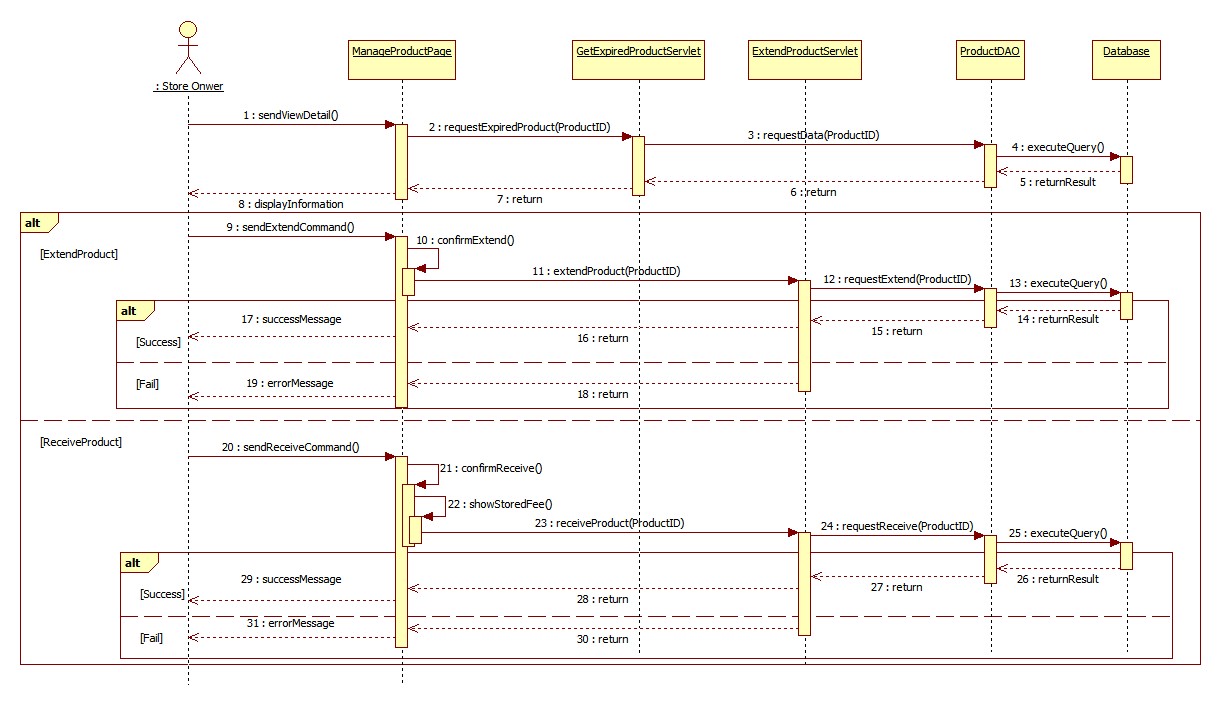 ManageProductPage
GetExpiredProductServlet
ExtendProductServlet
ProductDAO
Database
: Store Onwer
1 : sendViewDetail()
2 : requestExpiredProduct(ProductID)
3 : requestData(ProductID)
4 : executeQuery()
5 : returnResult
6 : return
7 : return
8 : displayInformation
alt
9 : sendExtendCommand()
[ExtendProduct]
10 : confirmExtend()
11 : extendProduct(ProductID)
12 : requestExtend(ProductID)
13 : executeQuery()
alt
14 : returnResult
15 : return
16 : return
17 : successMessage
[Success]
[Fail]
18 : return
19 : errorMessage
[ReceiveProduct]
20 : sendReceiveCommand()
21 : confirmReceive()
22 : showStoredFee()
23 : receiveProduct(ProductID)
24 : requestReceive(ProductID)
25 : executeQuery()
alt
26 : returnResult
27 : return
28 : return
29 : successMessage
[Success]
[Fail]
30 : return
31 : errorMessage